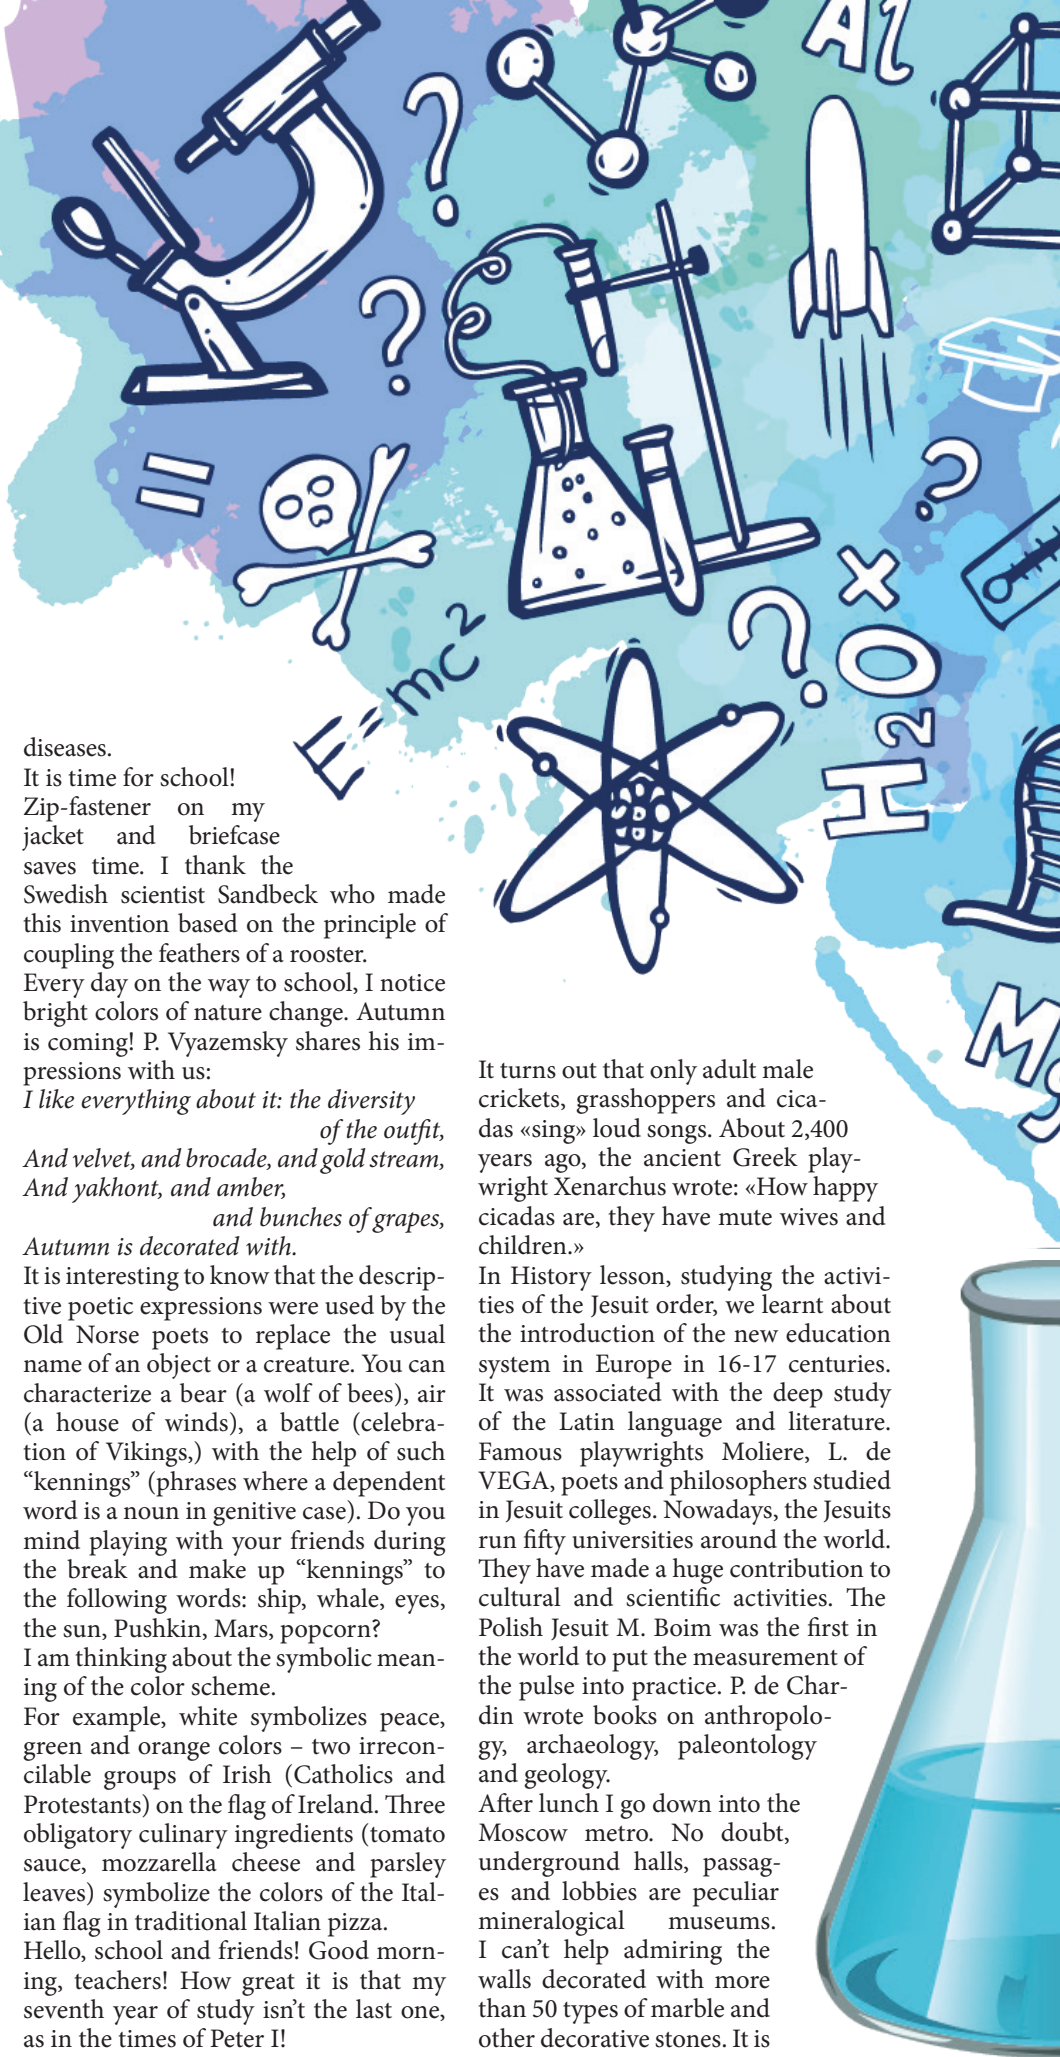 Al
?
?
=
?
E=mc²
?
H₂O x
Mg
diseases.
It is time for school!
Zip-fastener on my
jacket and briefcase
saves time. I thank the
Swedish scientist Sandbeck who made
this invention based on the principle of
coupling the feathers of a rooster.
Every day on the way to school, I notice
bright colors of nature change. Autumn
is coming! P. Vyazemsky shares his im-
pressions with us:
I like everything about it: the diversity
of the outfit,
And velvet, and brocade, and gold stream,
And yakhont, and amber,
and bunches of grapes,
Autumn is decorated with.
It is interesting to know that the descrip-
tive poetic expressions were used by the
Old Norse poets to replace the usual
name of an object or a creature. You can
characterize a bear (a wolf of bees), air
(a house of winds), a battle (celebra-
tion of Vikings,) with the help of such
“kennings” (phrases where a dependent
word is a noun in genitive case). Do you
mind playing with your friends during
the break and make up “kennings” to
the following words: ship, whale, eyes,
the sun, Pushkin, Mars, popcorn?
I am thinking about the symbolic mean-
ing of the color scheme.
For example, white symbolizes peace,
green and orange colors – two irrecon-
cilable groups of Irish (Catholics and
Protestants) on the flag of Ireland. Three
obligatory culinary ingredients (tomato
sauce, mozzarella cheese and parsley
leaves) symbolize the colors of the Ital-
ian flag in traditional Italian pizza.
Hello, school and friends! Good morn-
ing, teachers! How great it is that my
seventh year of study isn’t the last one,
as in the times of Peter I!
It turns out that only adult male
crickets, grasshoppers and cica-
das «sing» loud songs. About 2,400
years ago, the ancient Greek play-
wright Xenarchus wrote: «How happy
cicadas are, they have mute wives and
children.»
In History lesson, studying the activi-
ties of the Jesuit order, we learnt about
the introduction of the new education
system in Europe in 16-17 centuries.
It was associated with the deep study
of the Latin language and literature.
Famous playwrights Moliere, L. de
VEGA, poets and philosophers studied
in Jesuit colleges. Nowadays, the Jesuits
run fifty universities around the world.
They have made a huge contribution to
cultural and scientific activities. The
Polish Jesuit M. Boim was the first in
the world to put the measurement of
the pulse into practice. P. de Char-
din wrote books on anthropolo-
gy, archaeology, paleontology
and geology.
After lunch I go down into the
Moscow metro. No doubt,
underground halls, passag-
es and lobbies are peculiar
mineralogical museums.
I can’t help admiring the
walls decorated with more
than 50 types of marble and
other decorative stones. It is